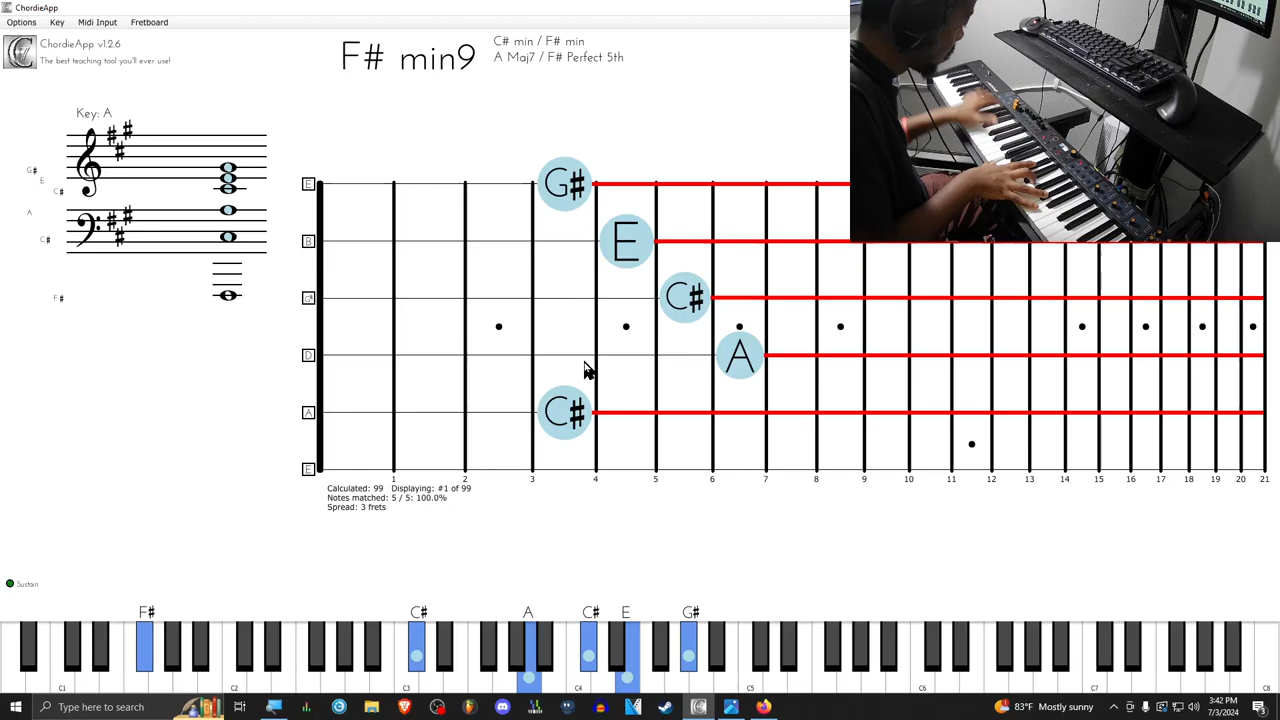 ChordieApp
Options Key Midi Input Fretboard
ChordieApp v1.2.6
The best teaching tool you'll ever use!
F# min9
C# min / F# min
A Maj7 / F# Perfect 5th
Key: A
G#
E
C#
A
C#
F#
E G#
B E
G# C#
D A
A C#
E
1 2 3 4 5 6 7 8 9 10 11 12 13 14 15 16 17 18 19 20 21
Calculated: 99 Displaying: #1 of 99
Notes matched: 5 / 5: 100.0%
Spread: 3 frets
Sustain
F# C# A C# E G#
C1 C2 C3 C4 C5 C6 C7 C8
Type here to search
83°F Mostly sunny
3:42 PM
7/3/2024